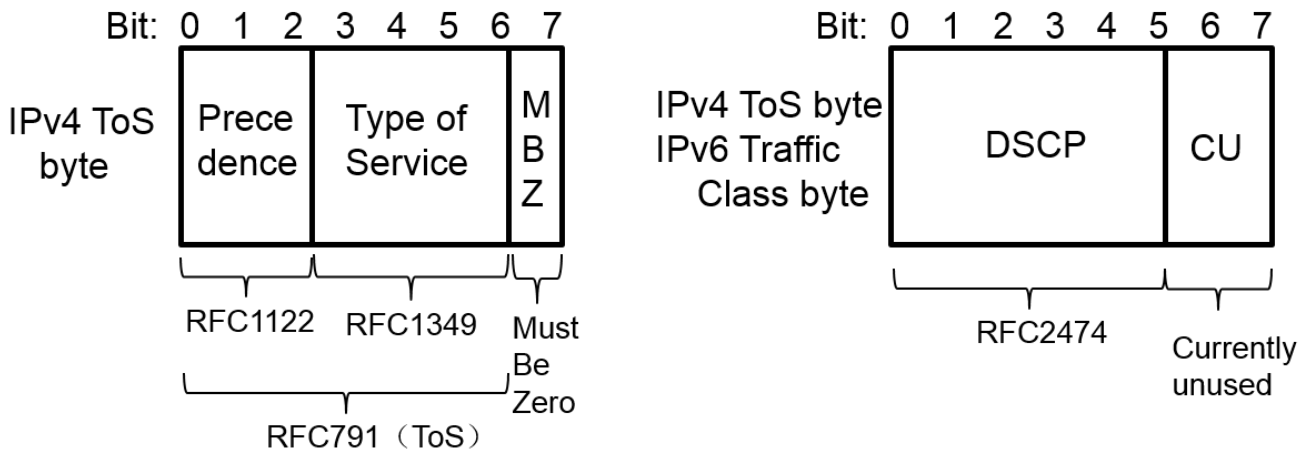 Bit: 0 1 2 3 4 5 6 7
IPv4 ToS
byte
Prece
dence
Type of
Service
M
B
Z
RFC1122
RFC1349
Must
Be
Zero
RFC791（ToS）
Bit: 0 1 2 3 4 5 6 7
IPv4 ToS byte
IPv6 Traffic
Class byte
DSCP
CU
RFC2474
Currently
unused